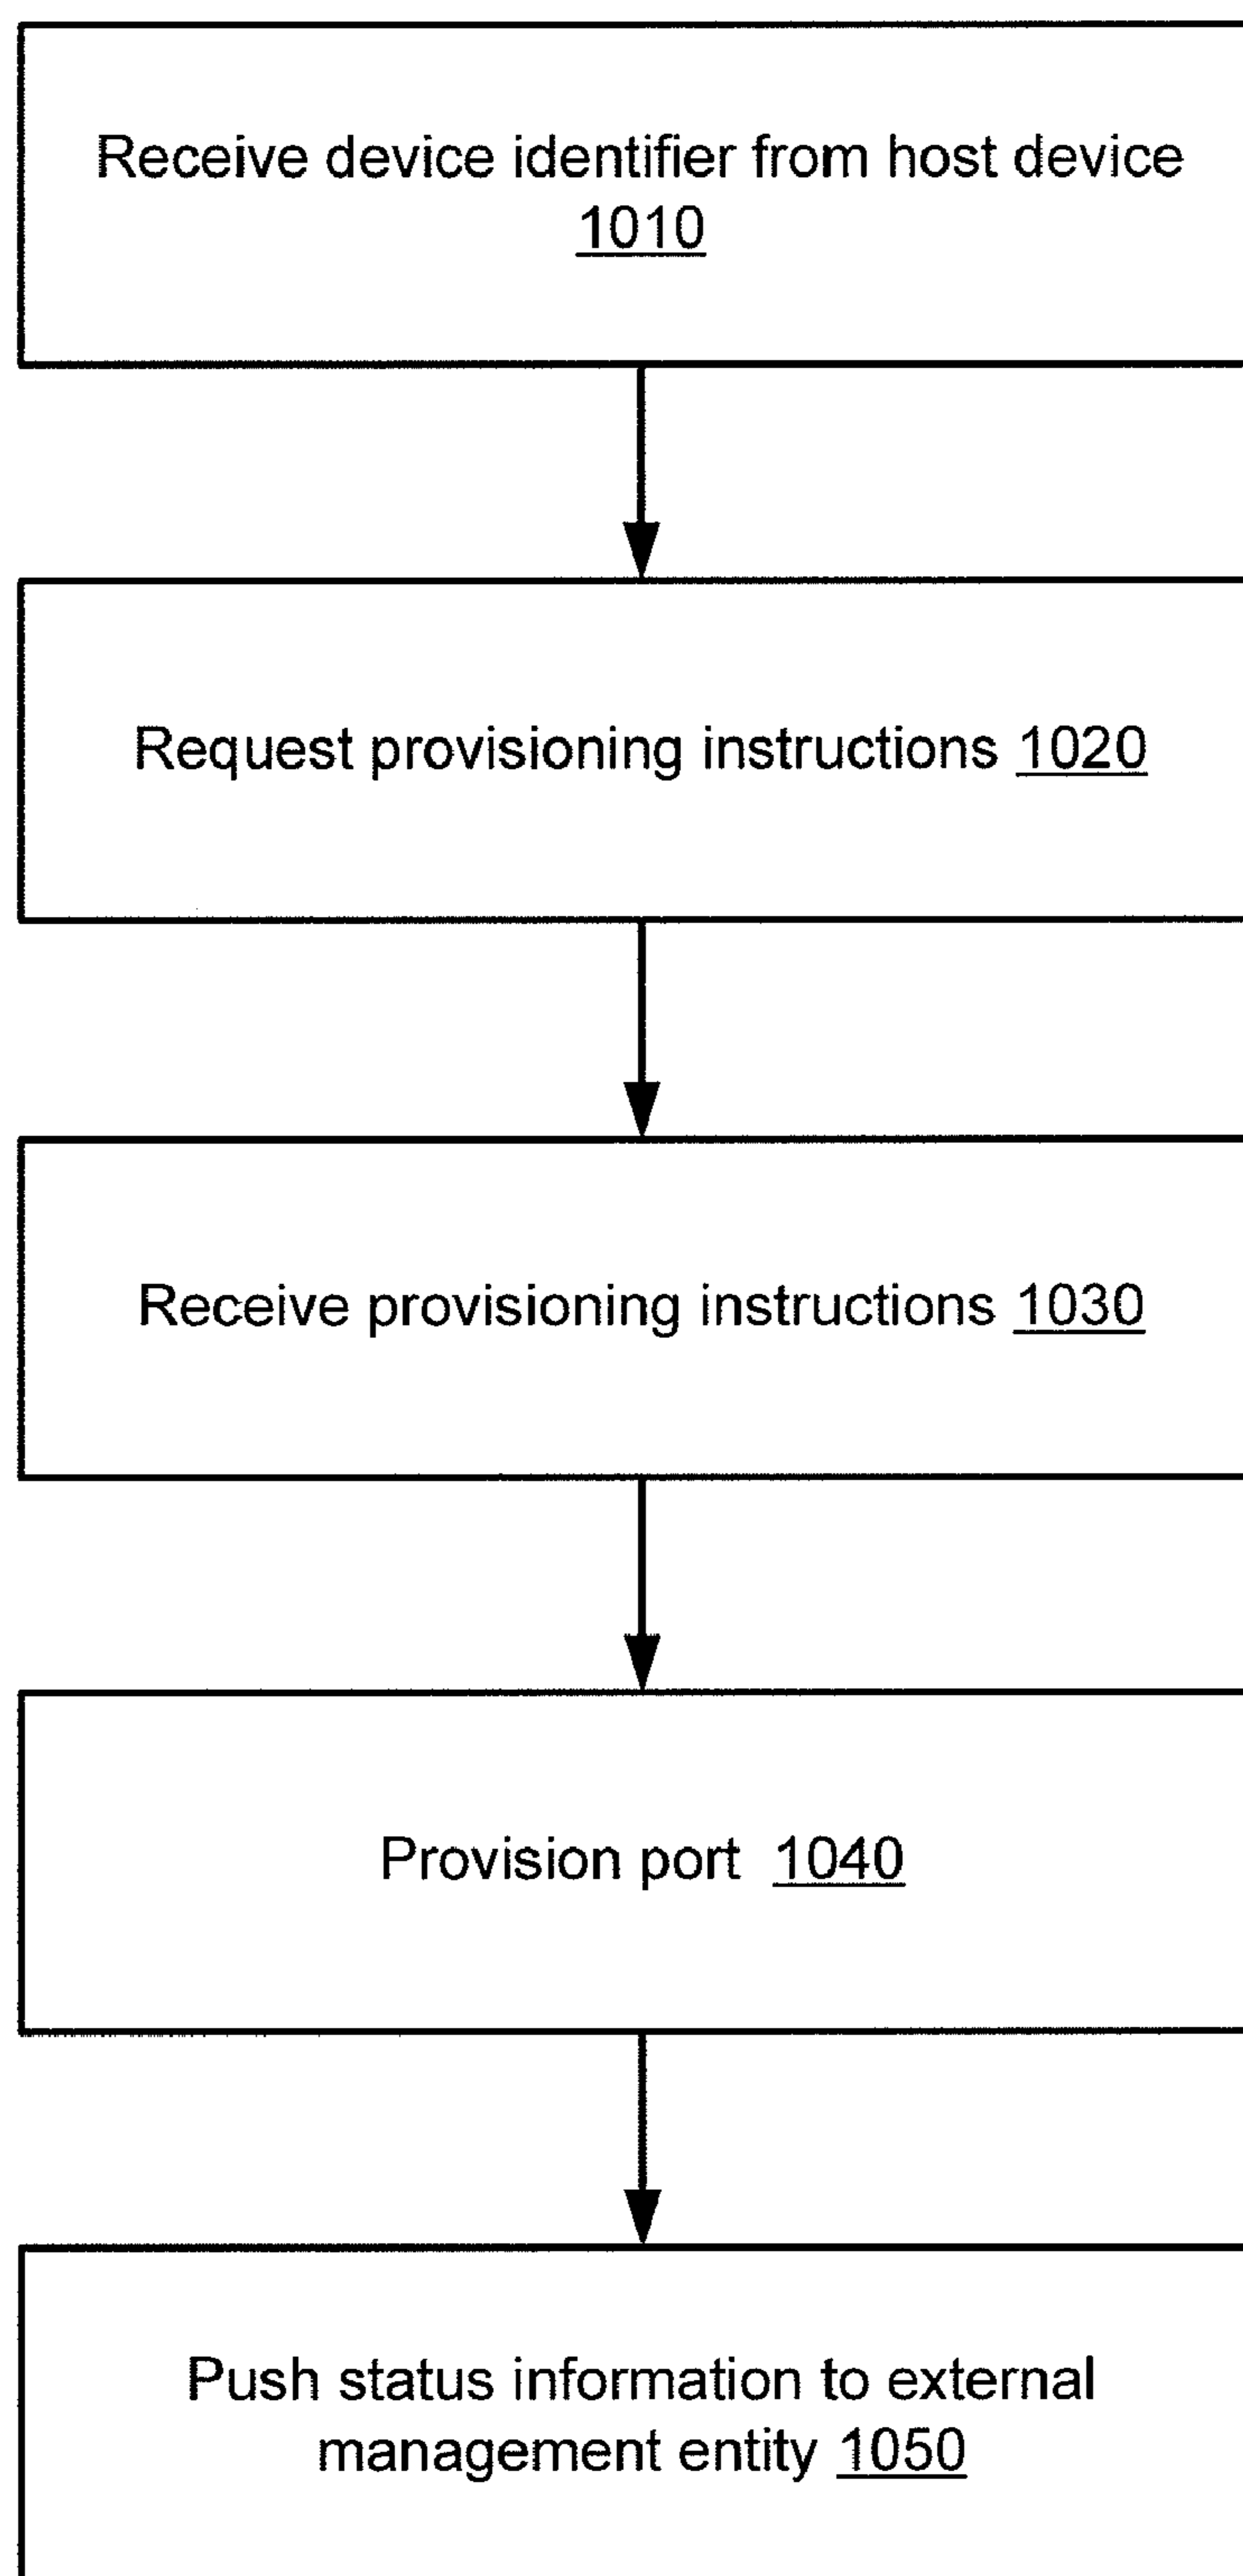 Receive device identifier from host device
1010
Request provisioning instructions 1020
Receive provisioning instructions 1030
Provision port 1040
Push status information to external
management entity 1050